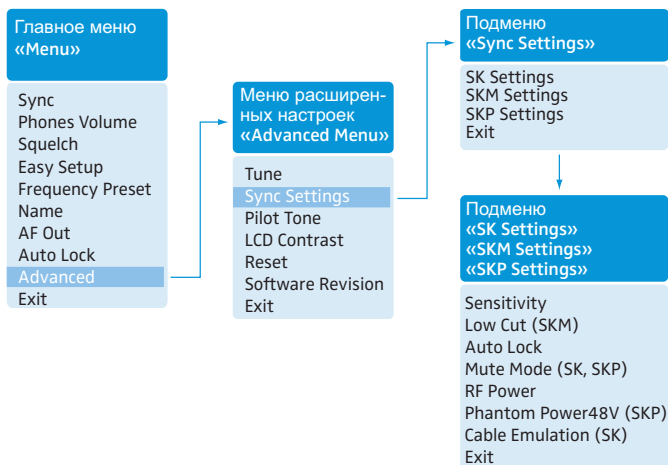 Главное меню
«Menu»
Sync
Phones Volume
Squelch
Easy Setup
Frequency Preset
Name
AF Out
Auto Lock
Advanced
Exit
Меню расширен-
ных настроек
«Advanced Menu»
Tune
Sync Settings
Pilot Tone
LCD Contrast
Reset
Software Revision
Exit
Подменю
«Sync Settings»
SK Settings
SKM Settings
SKP Settings
Exit
Подменю
«SK Settings»
«SKM Settings»
«SKP Settings»
Sensitivity
Low Cut (SKM)
Auto Lock
Mute Mode (SK, SKP)
RF Power
Phantom Power48V (SKP)
Cable Emulation (SK)
Exit